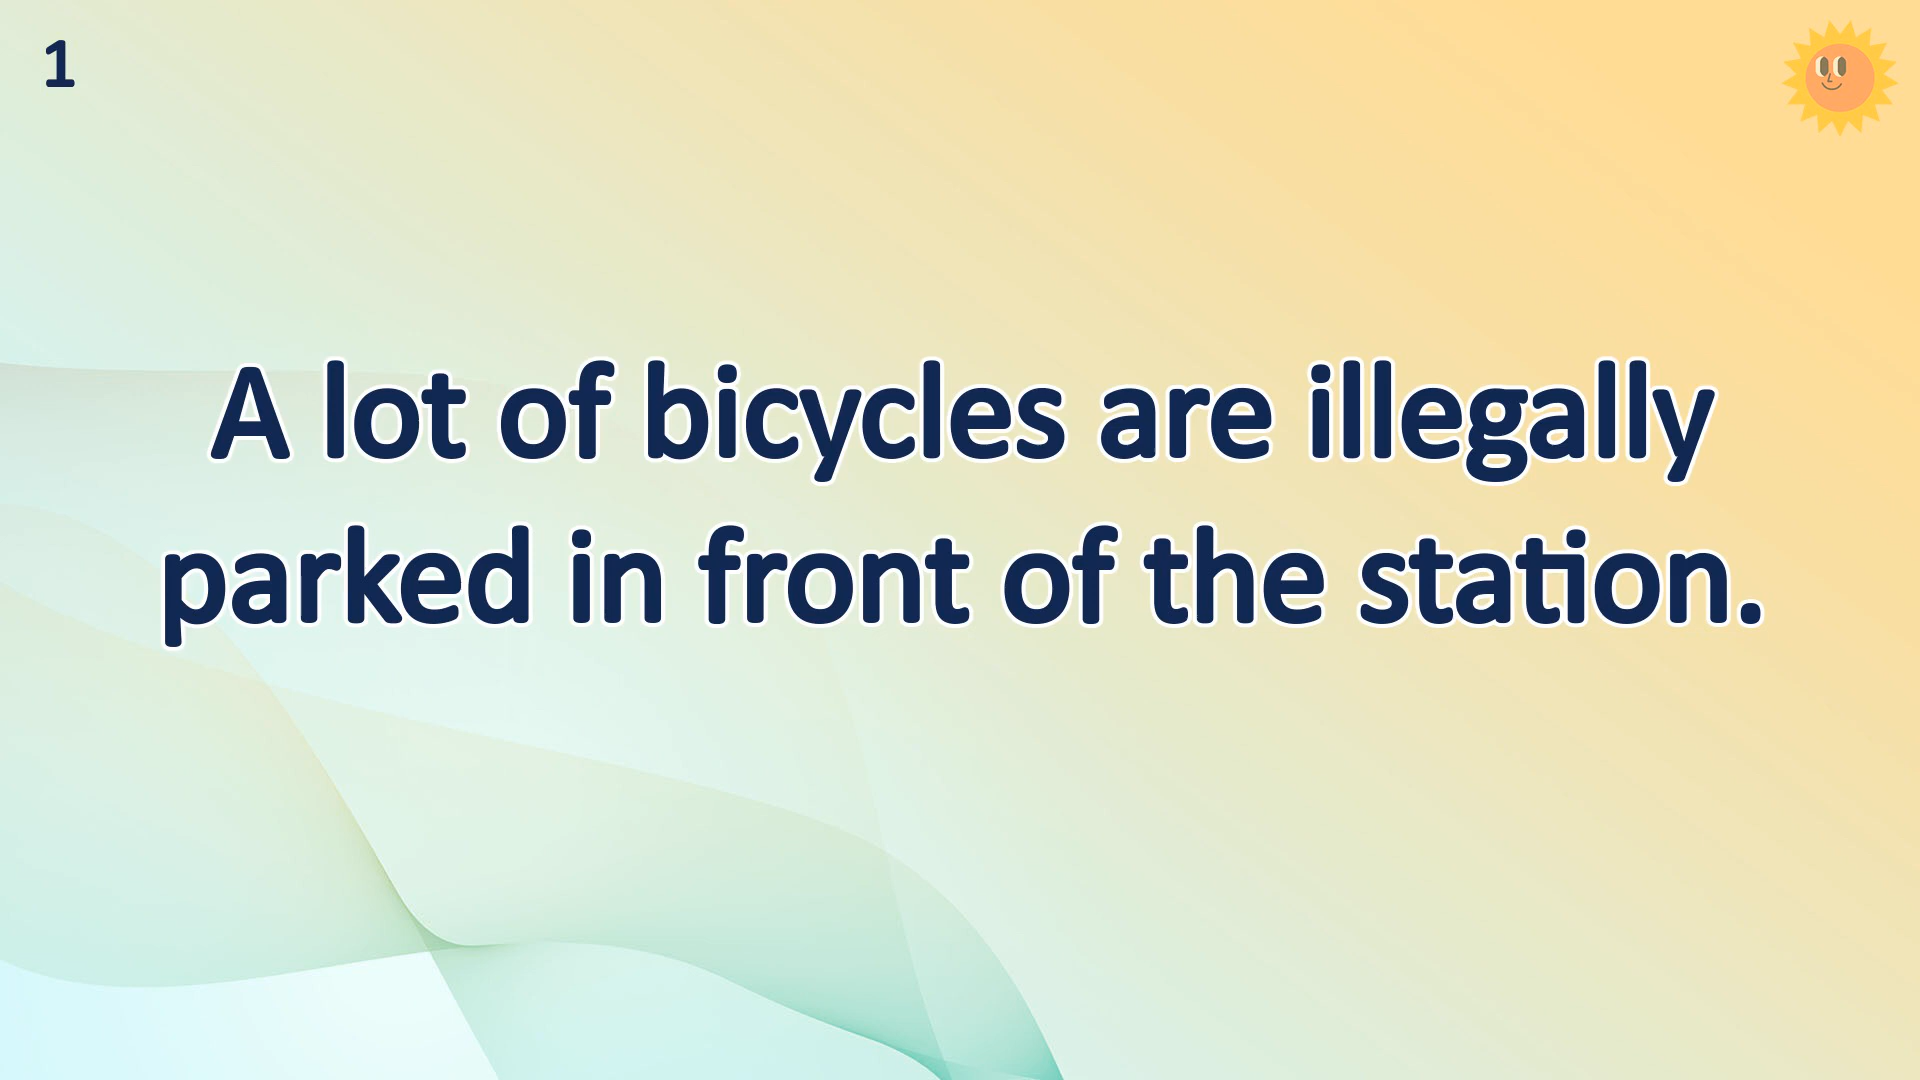 1
A lot of bicycles are illegally
parked in front of the station.